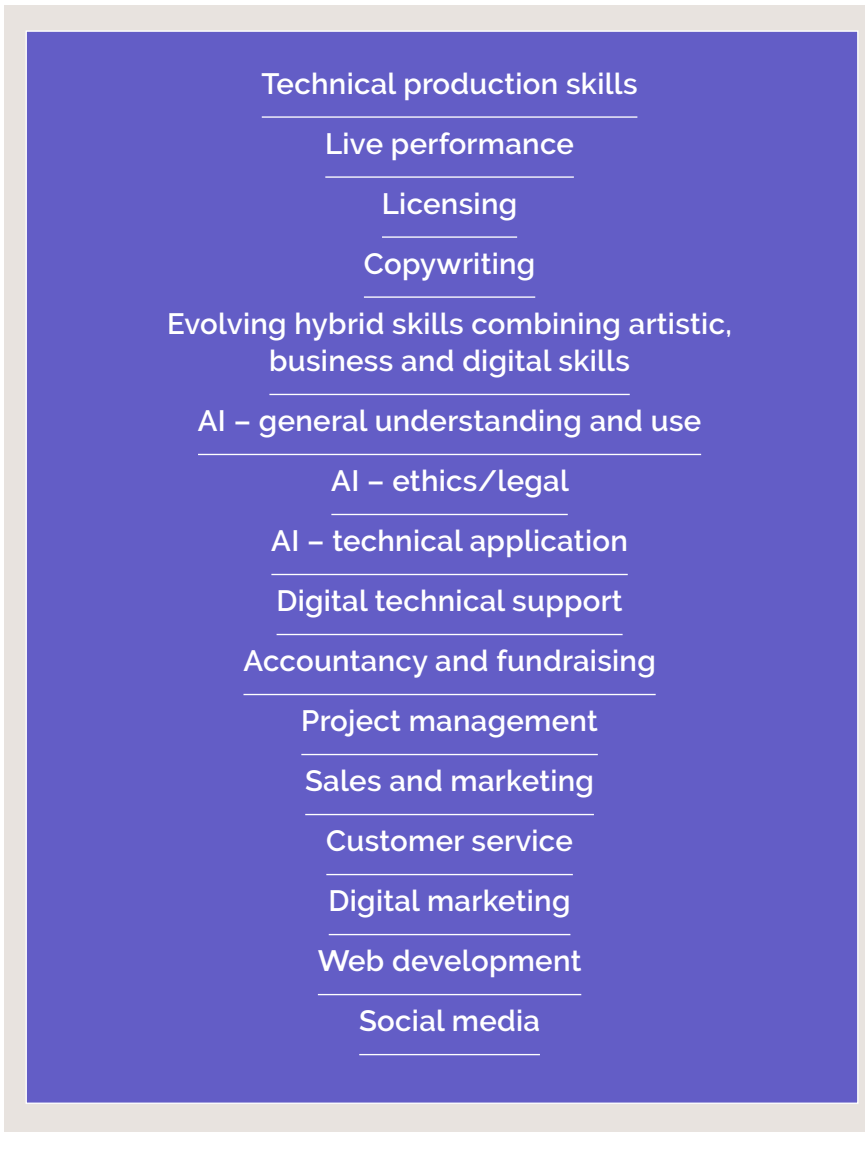 Technical production skills
Live performance
Licensing
Copywriting
Evolving hybrid skills combining artistic,
business and digital skills
AI – general understanding and use
AI – ethics/legal
AI – technical application
Digital technical support
Accountancy and fundraising
Project management
Sales and marketing
Customer service
Digital marketing
Web development
Social media